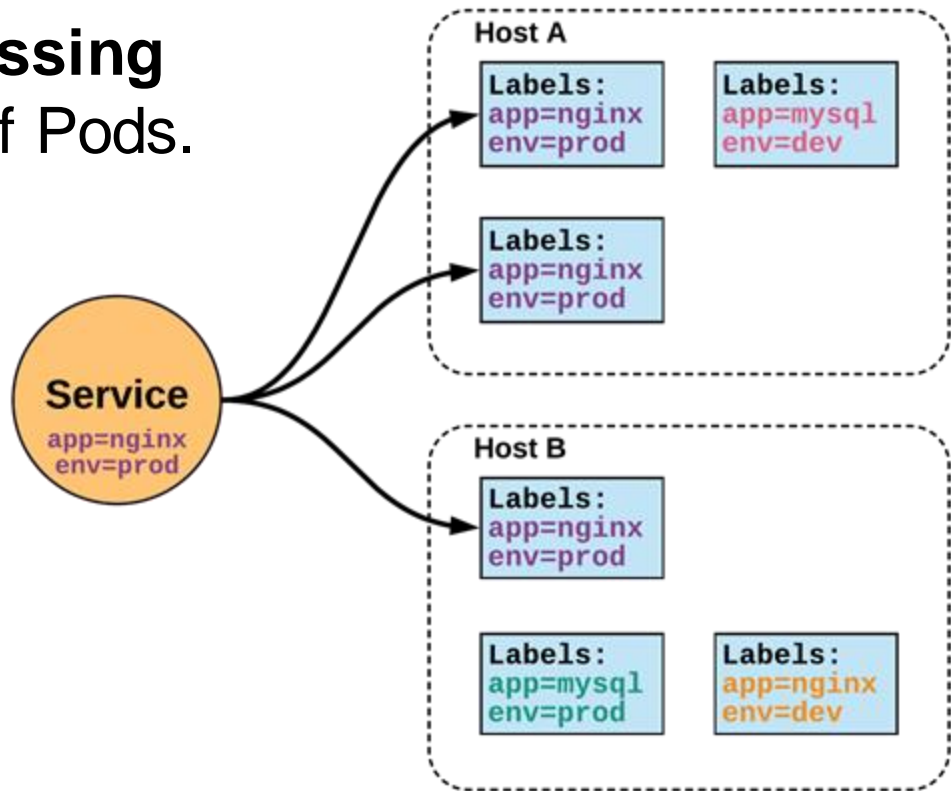 ssing
f Pods.
Host A
Labels:
app=nginx
env=prod
Labels:
app=mysql
env=dev
Labels:
app=nginx
env=prod
Service
app=nginx
env=prod
Host B
Labels:
app=nginx
env=prod
Labels:
app=mysql
env=prod
Labels:
app=nginx
env=dev